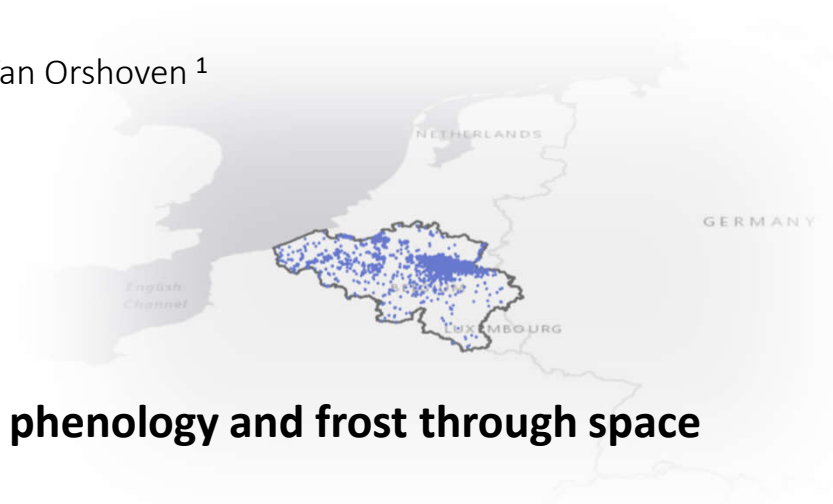 an Orshoven ¹
NETHERLANDS
GERMANY
English
Channel
LUXEMBOURG
phenology and frost through space